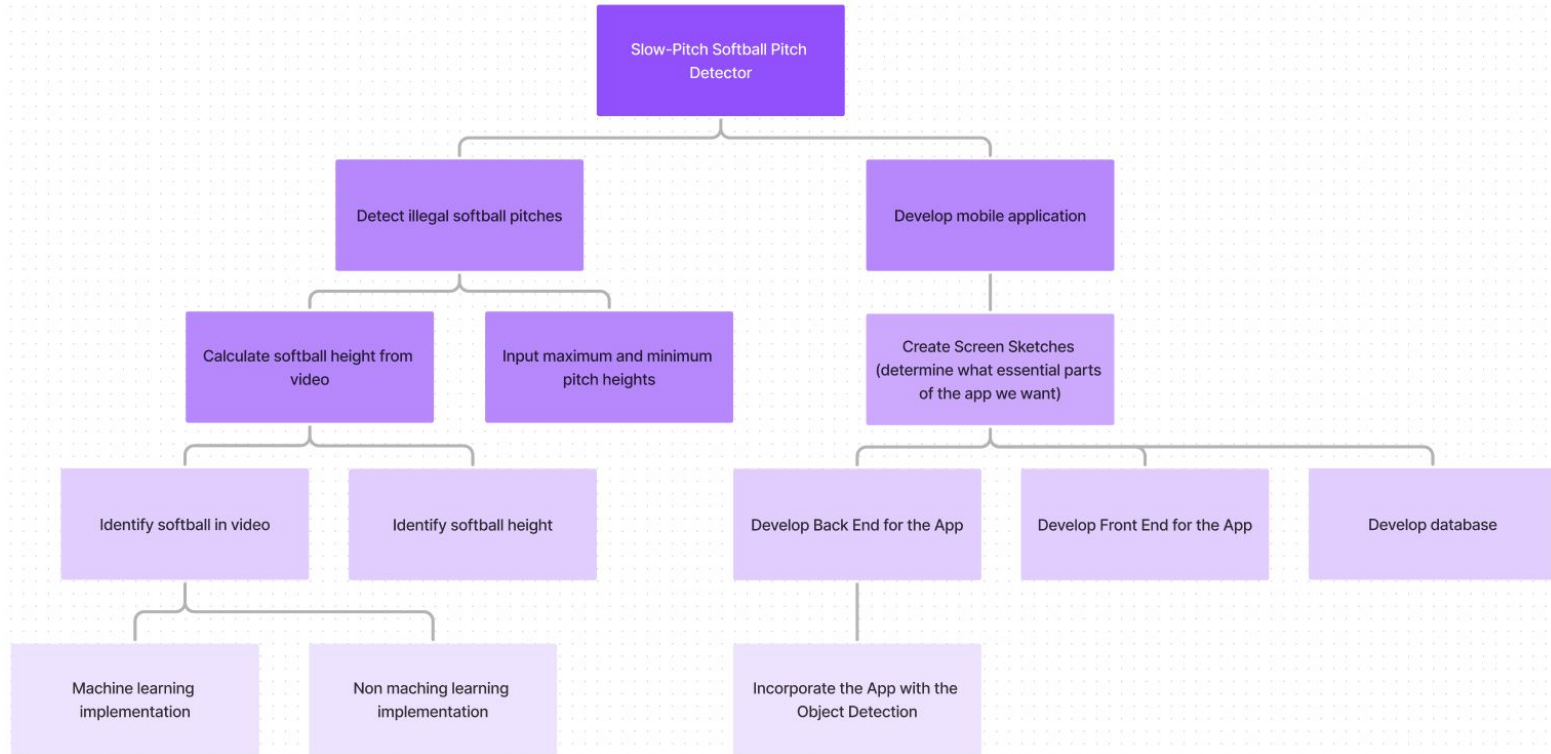 Slow-Pitch Softball Pitch
Detector
Detect illegal softball pitches
Develop mobile application
Calculate softball height from
video
Input maximum and minimum
pitch heights
Create Screen Sketches
(determine what essential parts
of the app we want)
Identify softball in video
Identify softball height
Develop Back End for the App
Develop Front End for the App
Develop database
Machine learning
implementation
Non maching learning
implementation
Incorporate the App with the
Object Detection